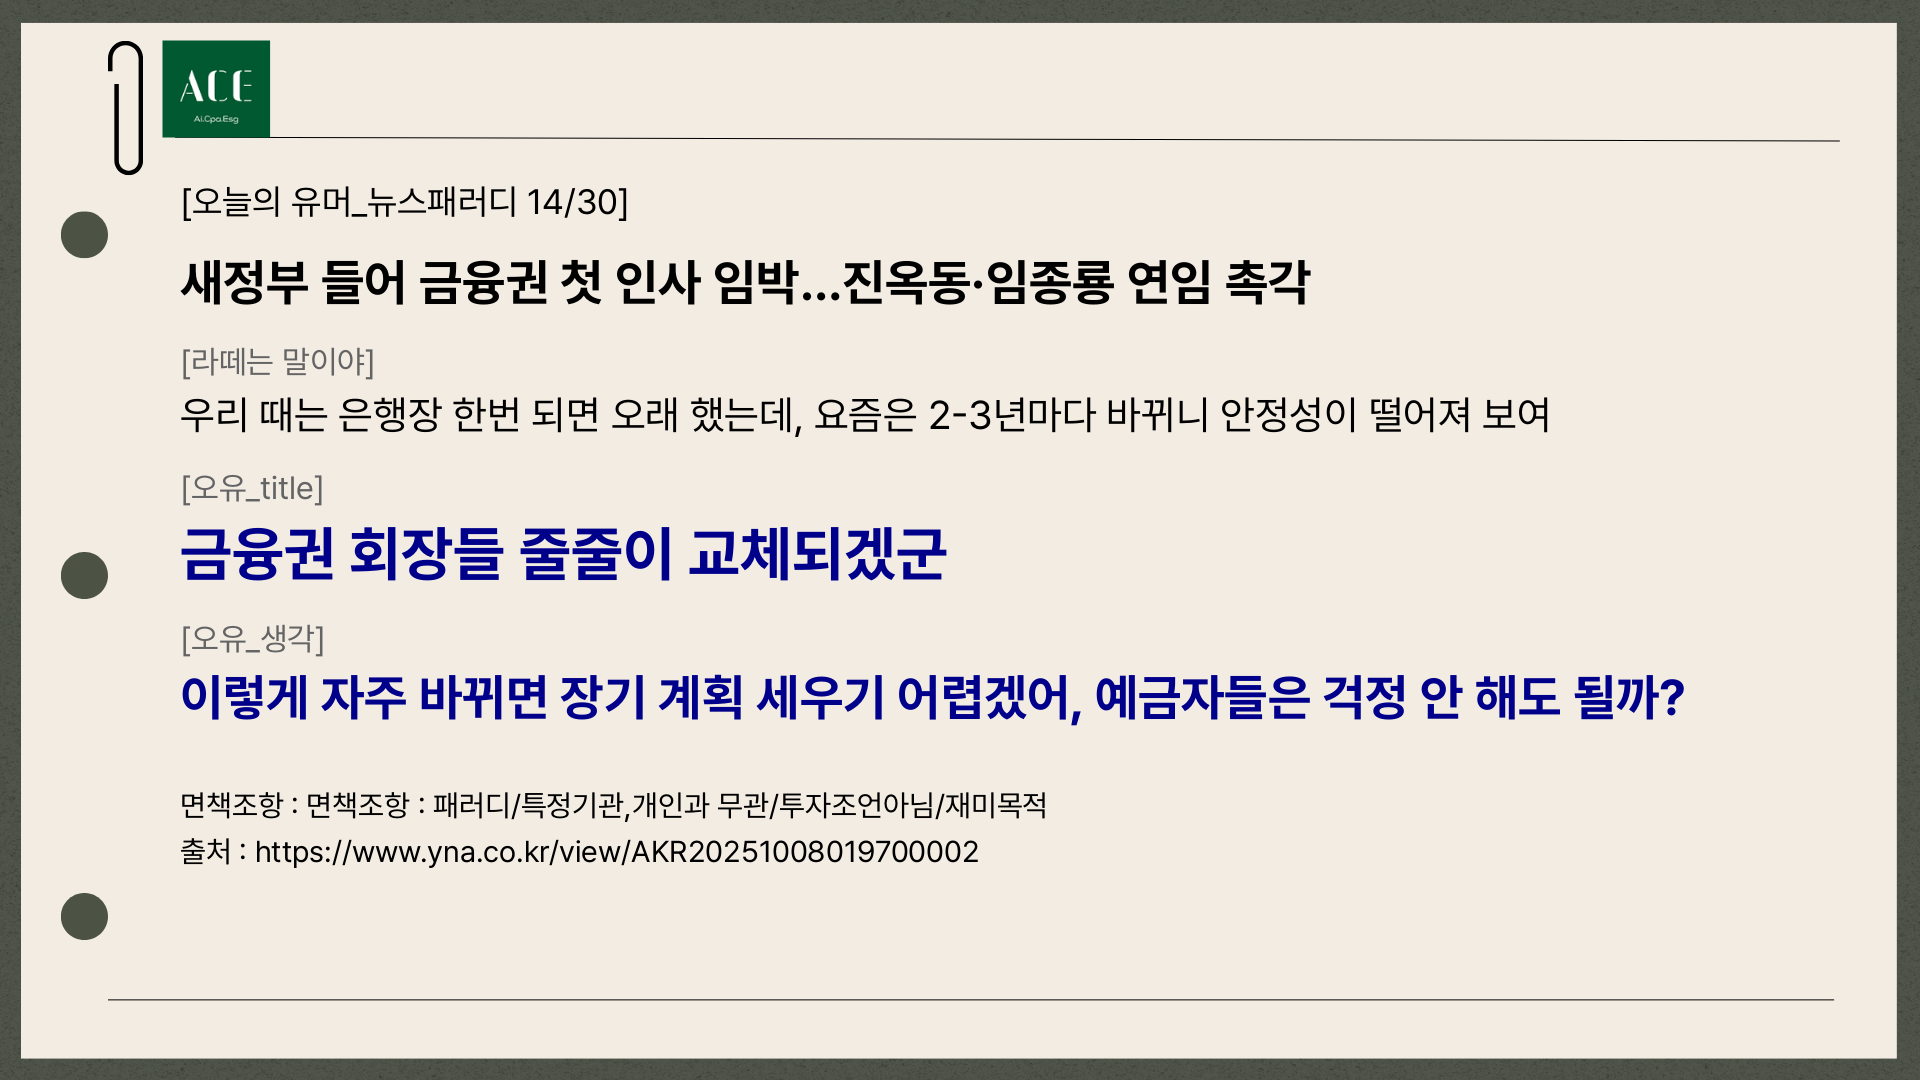 ACE
Ai.Cpa.Esg
[오늘의 유머_뉴스패러디 14/30]
새정부 들어 금융권 첫 인사 임박…진옥동·임종룡 연임 촉각
[라떼는 말이야]
우리 때는 은행장 한번 되면 오래 했는데, 요즘은 2-3년마다 바뀌니 안정성이 떨어져 보여
[오유_title]
금융권 회장들 줄줄이 교체되겠군
[오유_생각]
이렇게 자주 바뀌면 장기 계획 세우기 어렵겠어, 예금자들은 걱정 안 해도 될까?
면책조항 : 면책조항 : 패러디/특정기관,개인과 무관/투자조언아님/재미목적
출처 : https://www.yna.co.kr/view/AKR20251008019700002